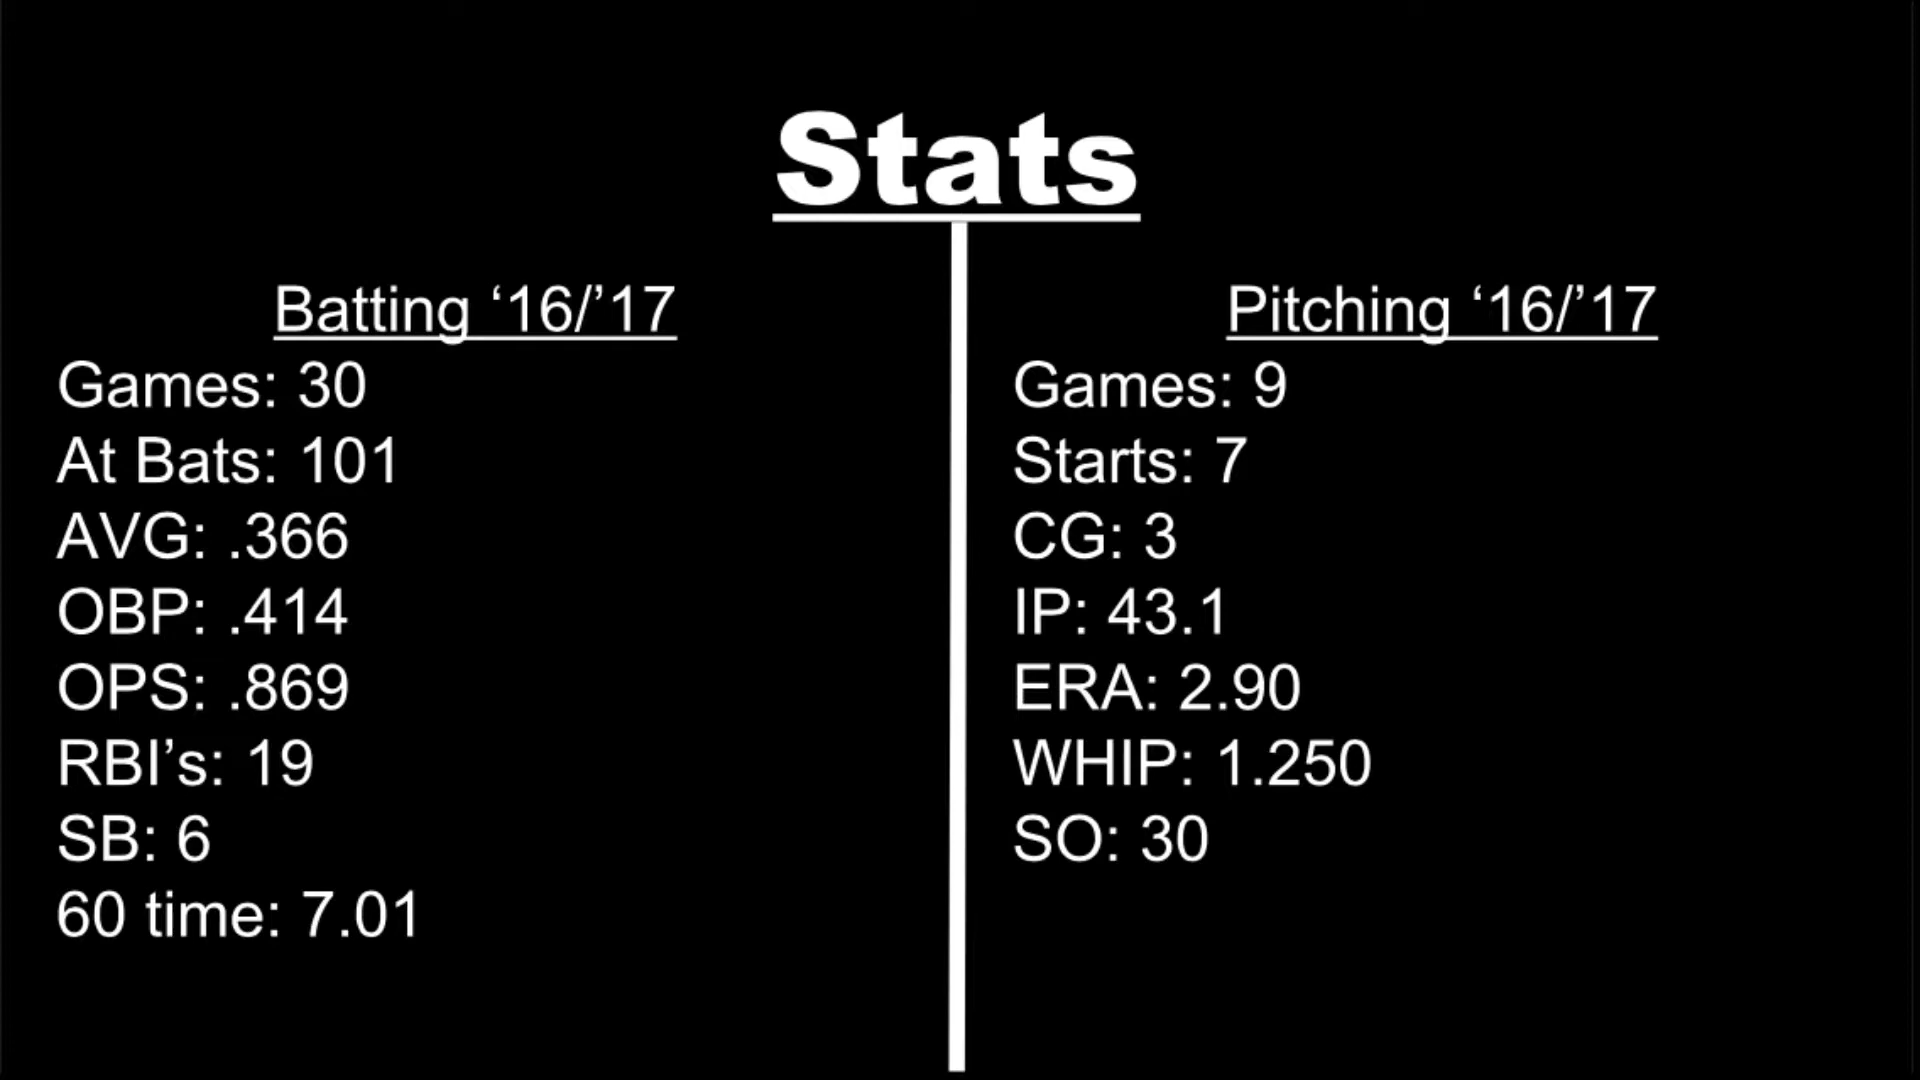 Stats
Batting ‘16/’17
Games: 30
At Bats: 101
AVG: .366
OBP: .414
OPS: .869
RBI’s: 19
SB: 6
60 time: 7.01
Pitching ‘16/’17
Games: 9
Starts: 7
CG: 3
IP: 43.1
ERA: 2.90
WHIP: 1.250
SO: 30